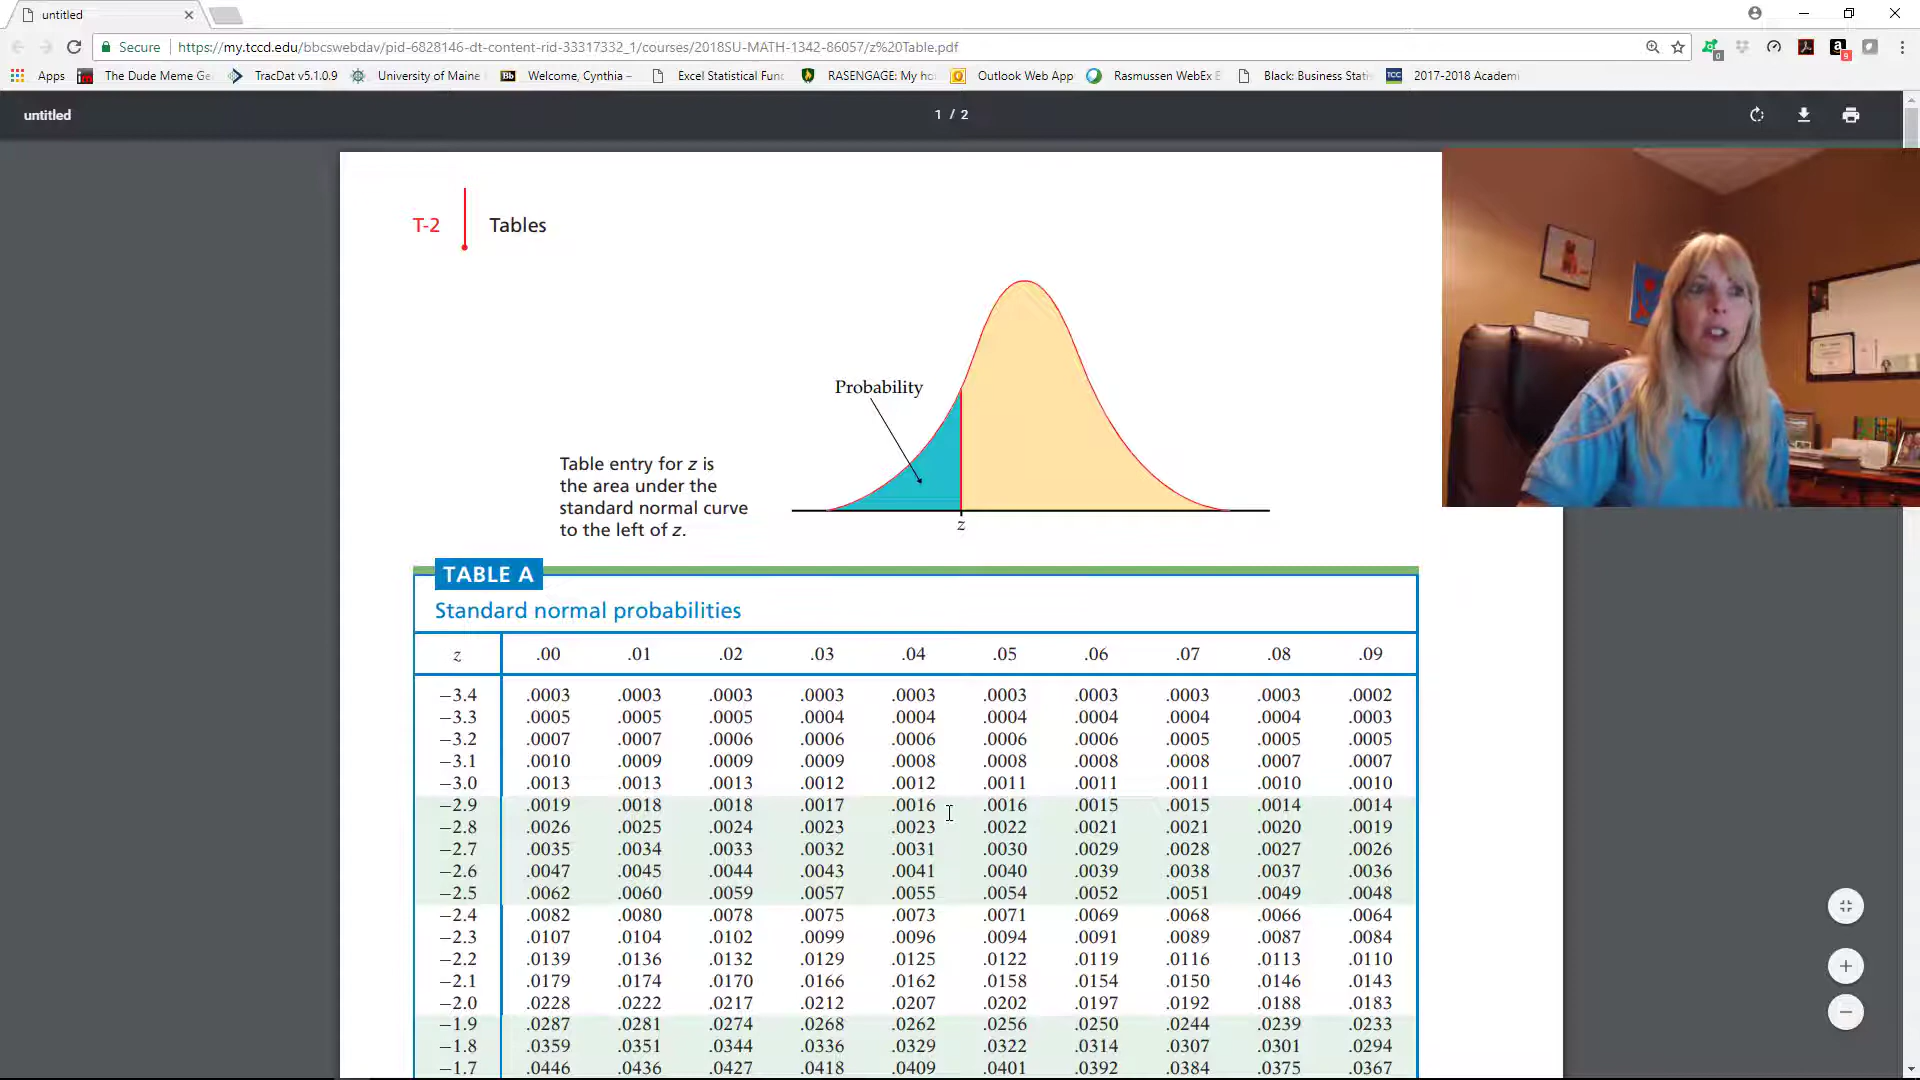 untitled
Secure https://my.tccd.edu/bbcswebdav/pid-6828146-dt-content-rid-33317332_1/courses/2018SU-MATH-1342-86057/z%20Table.pdf
0
9
Apps The Dude Meme Ge TracDat v5.1.0.9 University of Maine Bb Welcome, Cynthia – Excel Statistical Func RASENGAGE: My ho Outlook Web App Rasmussen WebEx E Black: Business Stati TCC 2017-2018 Academi
untitled 1 / 2
T-2 Tables
Probability
Table entry for z is
the area under the
standard normal curve
to the left of z.
z
TABLE A
Standard normal probabilities
z .00 .01 .02 .03 .04 .05 .06 .07 .08 .09
−3.4 .0003 .0003 .0003 .0003 .0003 .0003 .0003 .0003 .0003 .0002
−3.3 .0005 .0005 .0005 .0004 .0004 .0004 .0004 .0004 .0004 .0003
−3.2 .0007 .0007 .0006 .0006 .0006 .0006 .0006 .0005 .0005 .0005
−3.1 .0010 .0009 .0009 .0009 .0008 .0008 .0008 .0008 .0007 .0007
−3.0 .0013 .0013 .0013 .0012 .0012 .0011 .0011 .0011 .0010 .0010
−2.9 .0019 .0018 .0018 .0017 .0016 .0016 .0015 .0015 .0014 .0014
−2.8 .0026 .0025 .0024 .0023 .0023 .0022 .0021 .0021 .0020 .0019
−2.7 .0035 .0034 .0033 .0032 .0031 .0030 .0029 .0028 .0027 .0026
−2.6 .0047 .0045 .0044 .0043 .0041 .0040 .0039 .0038 .0037 .0036
−2.5 .0062 .0060 .0059 .0057 .0055 .0054 .0052 .0051 .0049 .0048
−2.4 .0082 .0080 .0078 .0075 .0073 .0071 .0069 .0068 .0066 .0064
−2.3 .0107 .0104 .0102 .0099 .0096 .0094 .0091 .0089 .0087 .0084
−2.2 .0139 .0136 .0132 .0129 .0125 .0122 .0119 .0116 .0113 .0110
−2.1 .0179 .0174 .0170 .0166 .0162 .0158 .0154 .0150 .0146 .0143
−2.0 .0228 .0222 .0217 .0212 .0207 .0202 .0197 .0192 .0188 .0183
−1.9 .0287 .0281 .0274 .0268 .0262 .0256 .0250 .0244 .0239 .0233
−1.8 .0359 .0351 .0344 .0336 .0329 .0322 .0314 .0307 .0301 .0294
−1.7 .0446 .0436 .0427 .0418 .0409 .0401 .0392 .0384 .0375 .0367